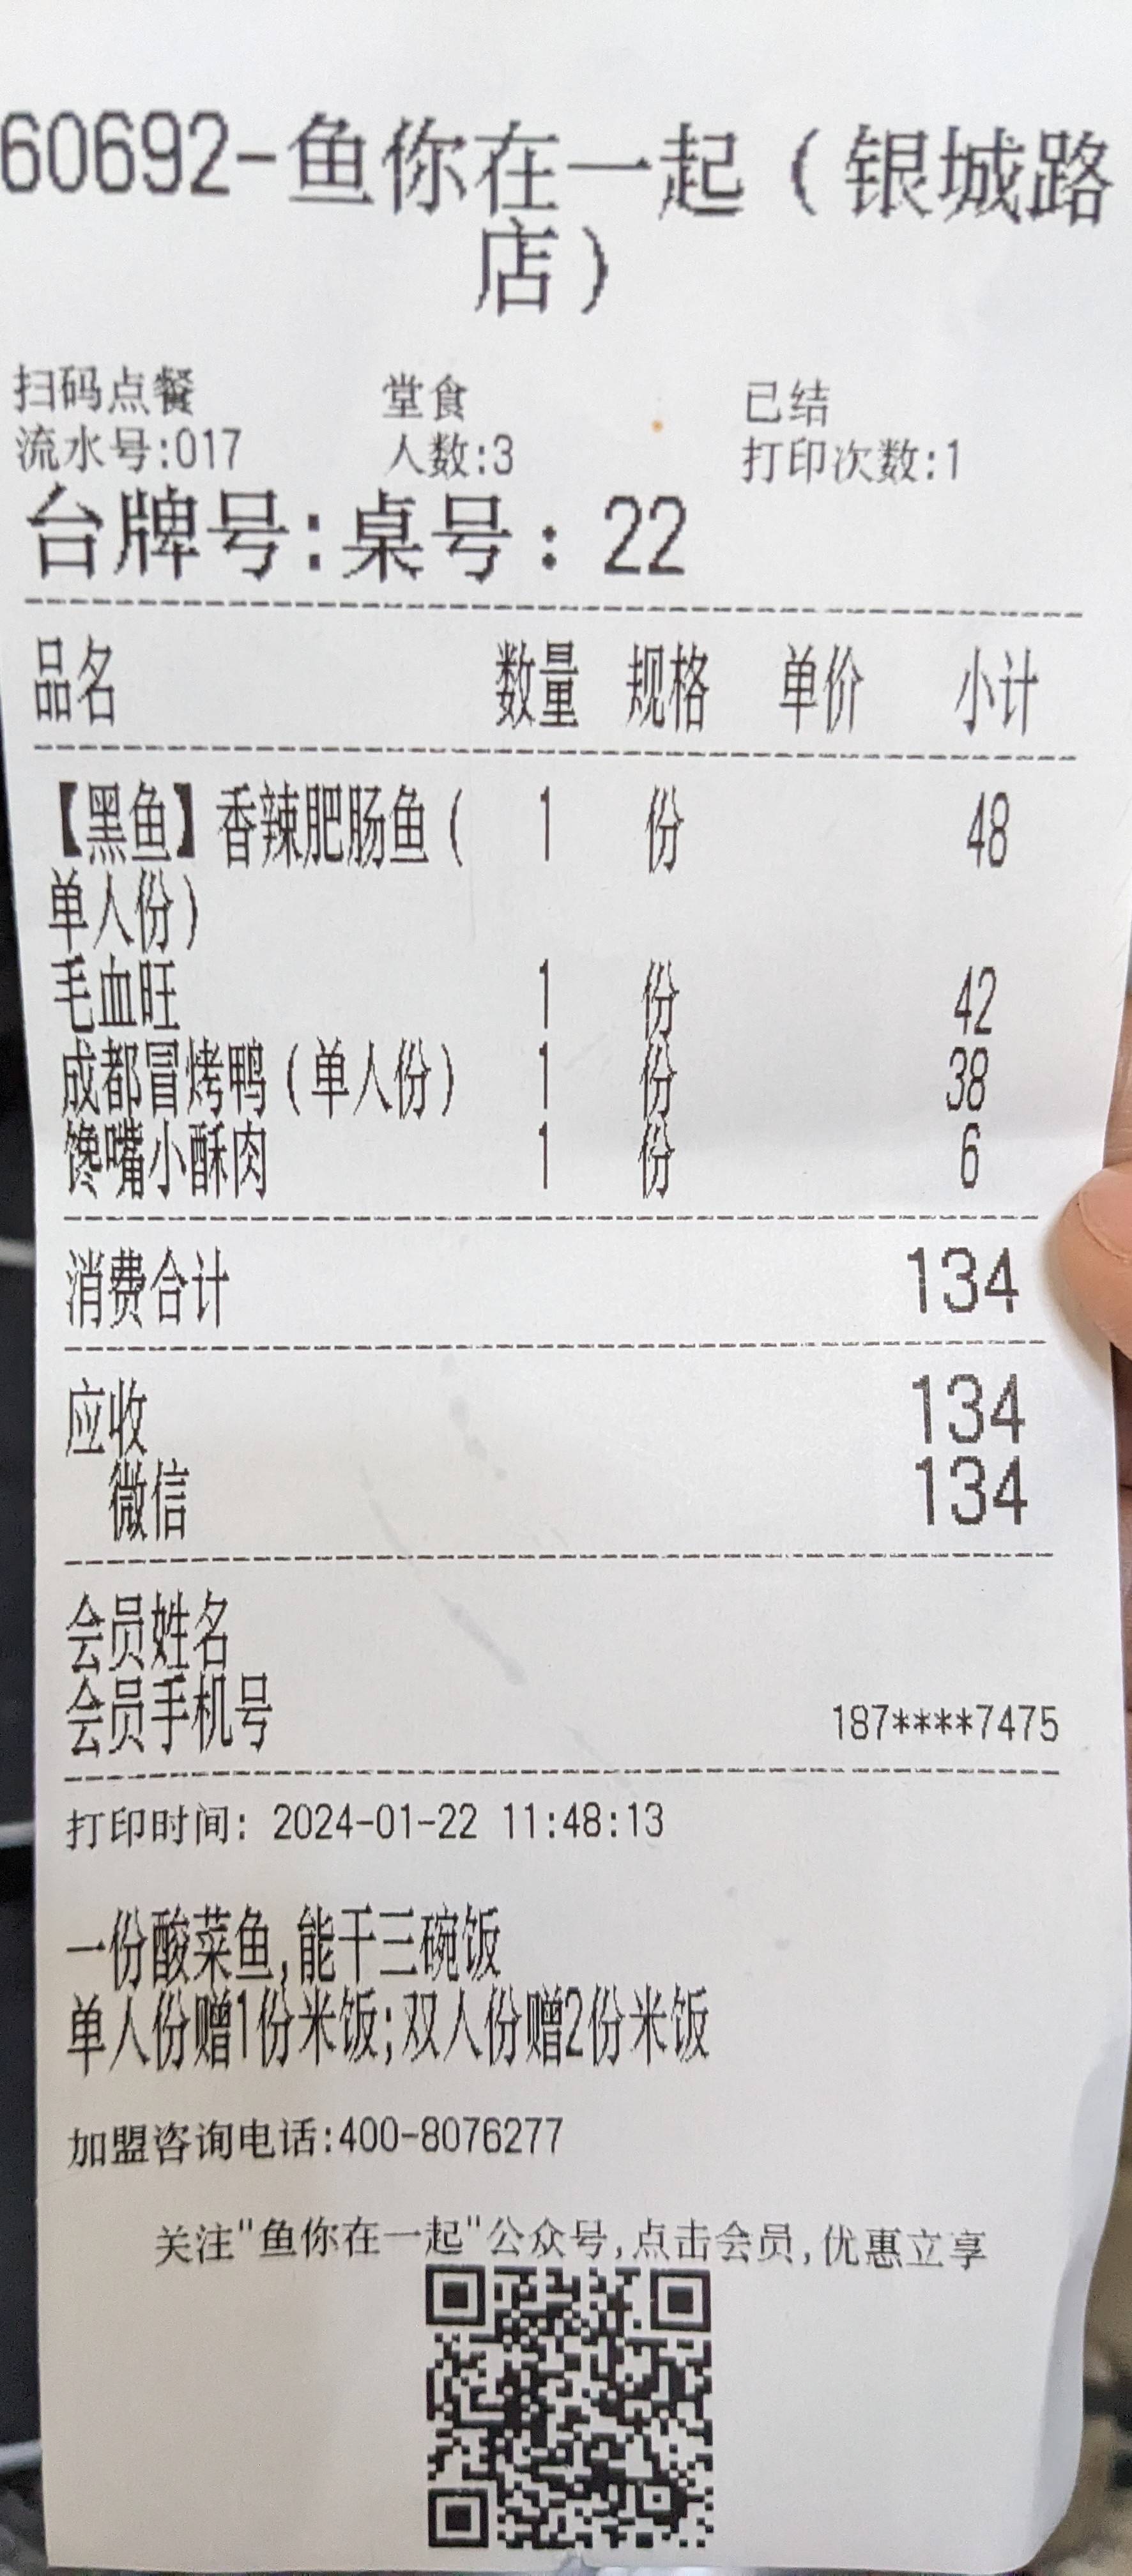 60692-鱼你在一起(银城路
店)
扫码点餐 堂食 已结
流水号:017 人数:3 打印次数:1
台牌号:桌号:22
品名 数量 规格 单价 小计
【黑鱼】香辣肥肠鱼( 1 份 48
单人份)
毛血旺 1 份 42
成都冒烤鸭(单人份) 1 份 38
馋嘴小酥肉 1 份 6
消费合计 134
应收 134
微信 134
会员姓名
会员手机号 187****7475
打印时间: 2024-01-22 11:48:13
一份酸菜鱼,能干三碗饭
单人份赠1份米饭;双人份赠2份米饭
加盟咨询电话:400-8076277
关注"鱼你在一起"公众号,点击会员,优惠立享